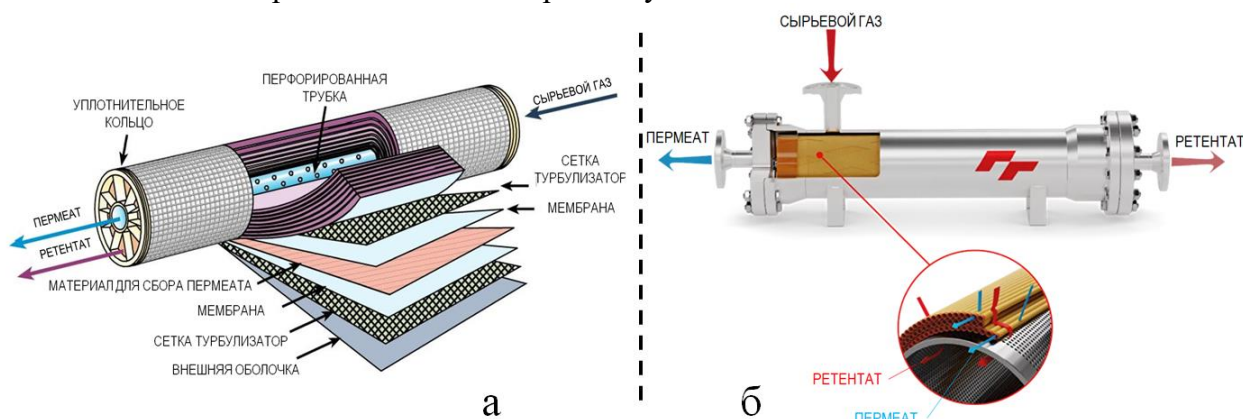 СЫРЬЕВОЙ ГАЗ
ПЕРФОРИРОВАННАЯ
ТРУБКА
УПЛОТНИТЕЛЬНОЕ
КОЛЬЦО
СЫРЬЕВОЙ ГАЗ
СЕТКА
ТУРБУЛИЗАТОР
МЕМБРАНА
ПЕРМЕАТ
РЕТЕНТАТ
МАТЕРИАЛ ДЛЯ СБОРА ПЕРМЕАТА
МЕМБРАНА
СЕТКА ТУРБУЛИЗАТОР
ВНЕШНЯЯ ОБОЛОЧКА
а
ПЕРМЕАТ
РЕТЕНТАТ
РЕТЕНТАТ
ПЕРМЕАТ
б